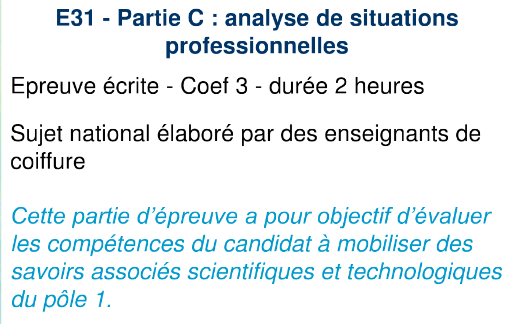 E31 - Partie C : analyse de situations
professionnelles
Epreuve écrite - Coef 3 - durée 2 heures
Sujet national élaboré par des enseignants de
coiffure
Cette partie d'épreuve a pour objectif d'évaluer
les compétences du candidat à mobiliser des
savoirs associés scientifiques et technologiques
du pôle 1.